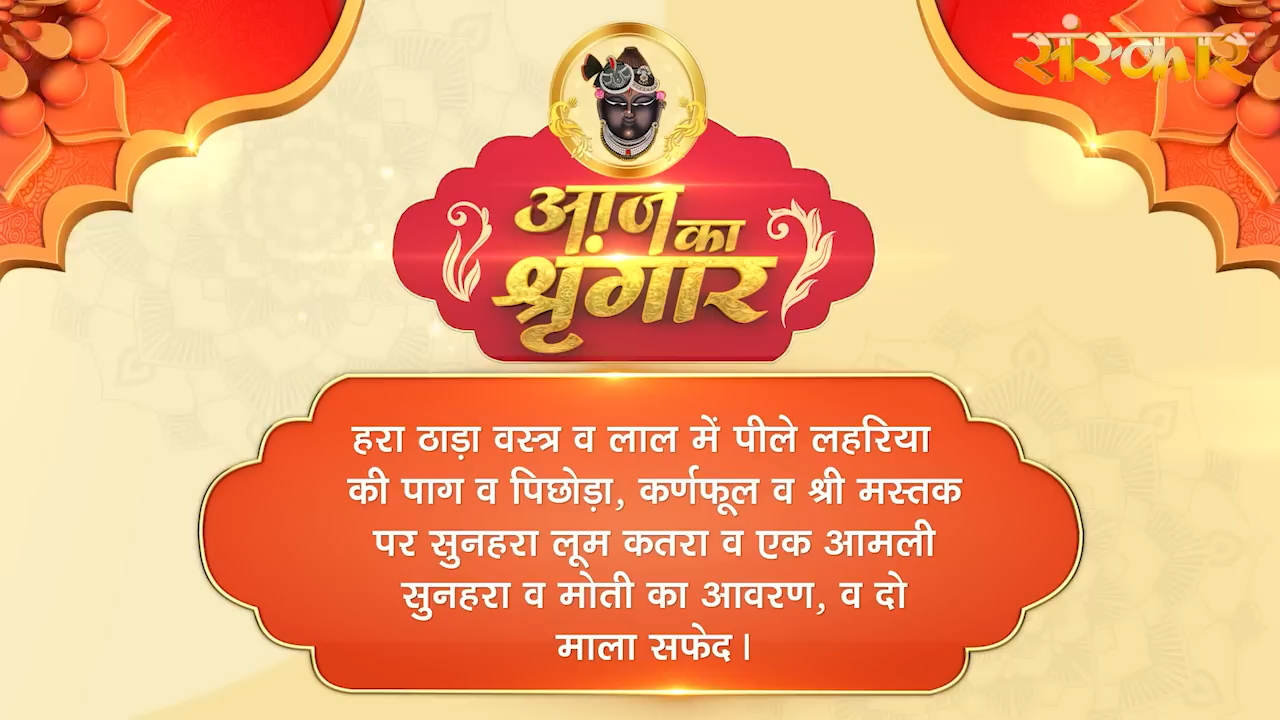 संस्कार
आज का
श्रृंगार
हरा ठाड़ा वस्त्र व लाल में पीले लहरिया
की पाग व पिछोड़ा, कर्णफूल व श्री मस्तक
पर सुनहरा लूम कतरा व एक आमली
सुनहरा व मोती का आवरण, व दो
माला सफेद।